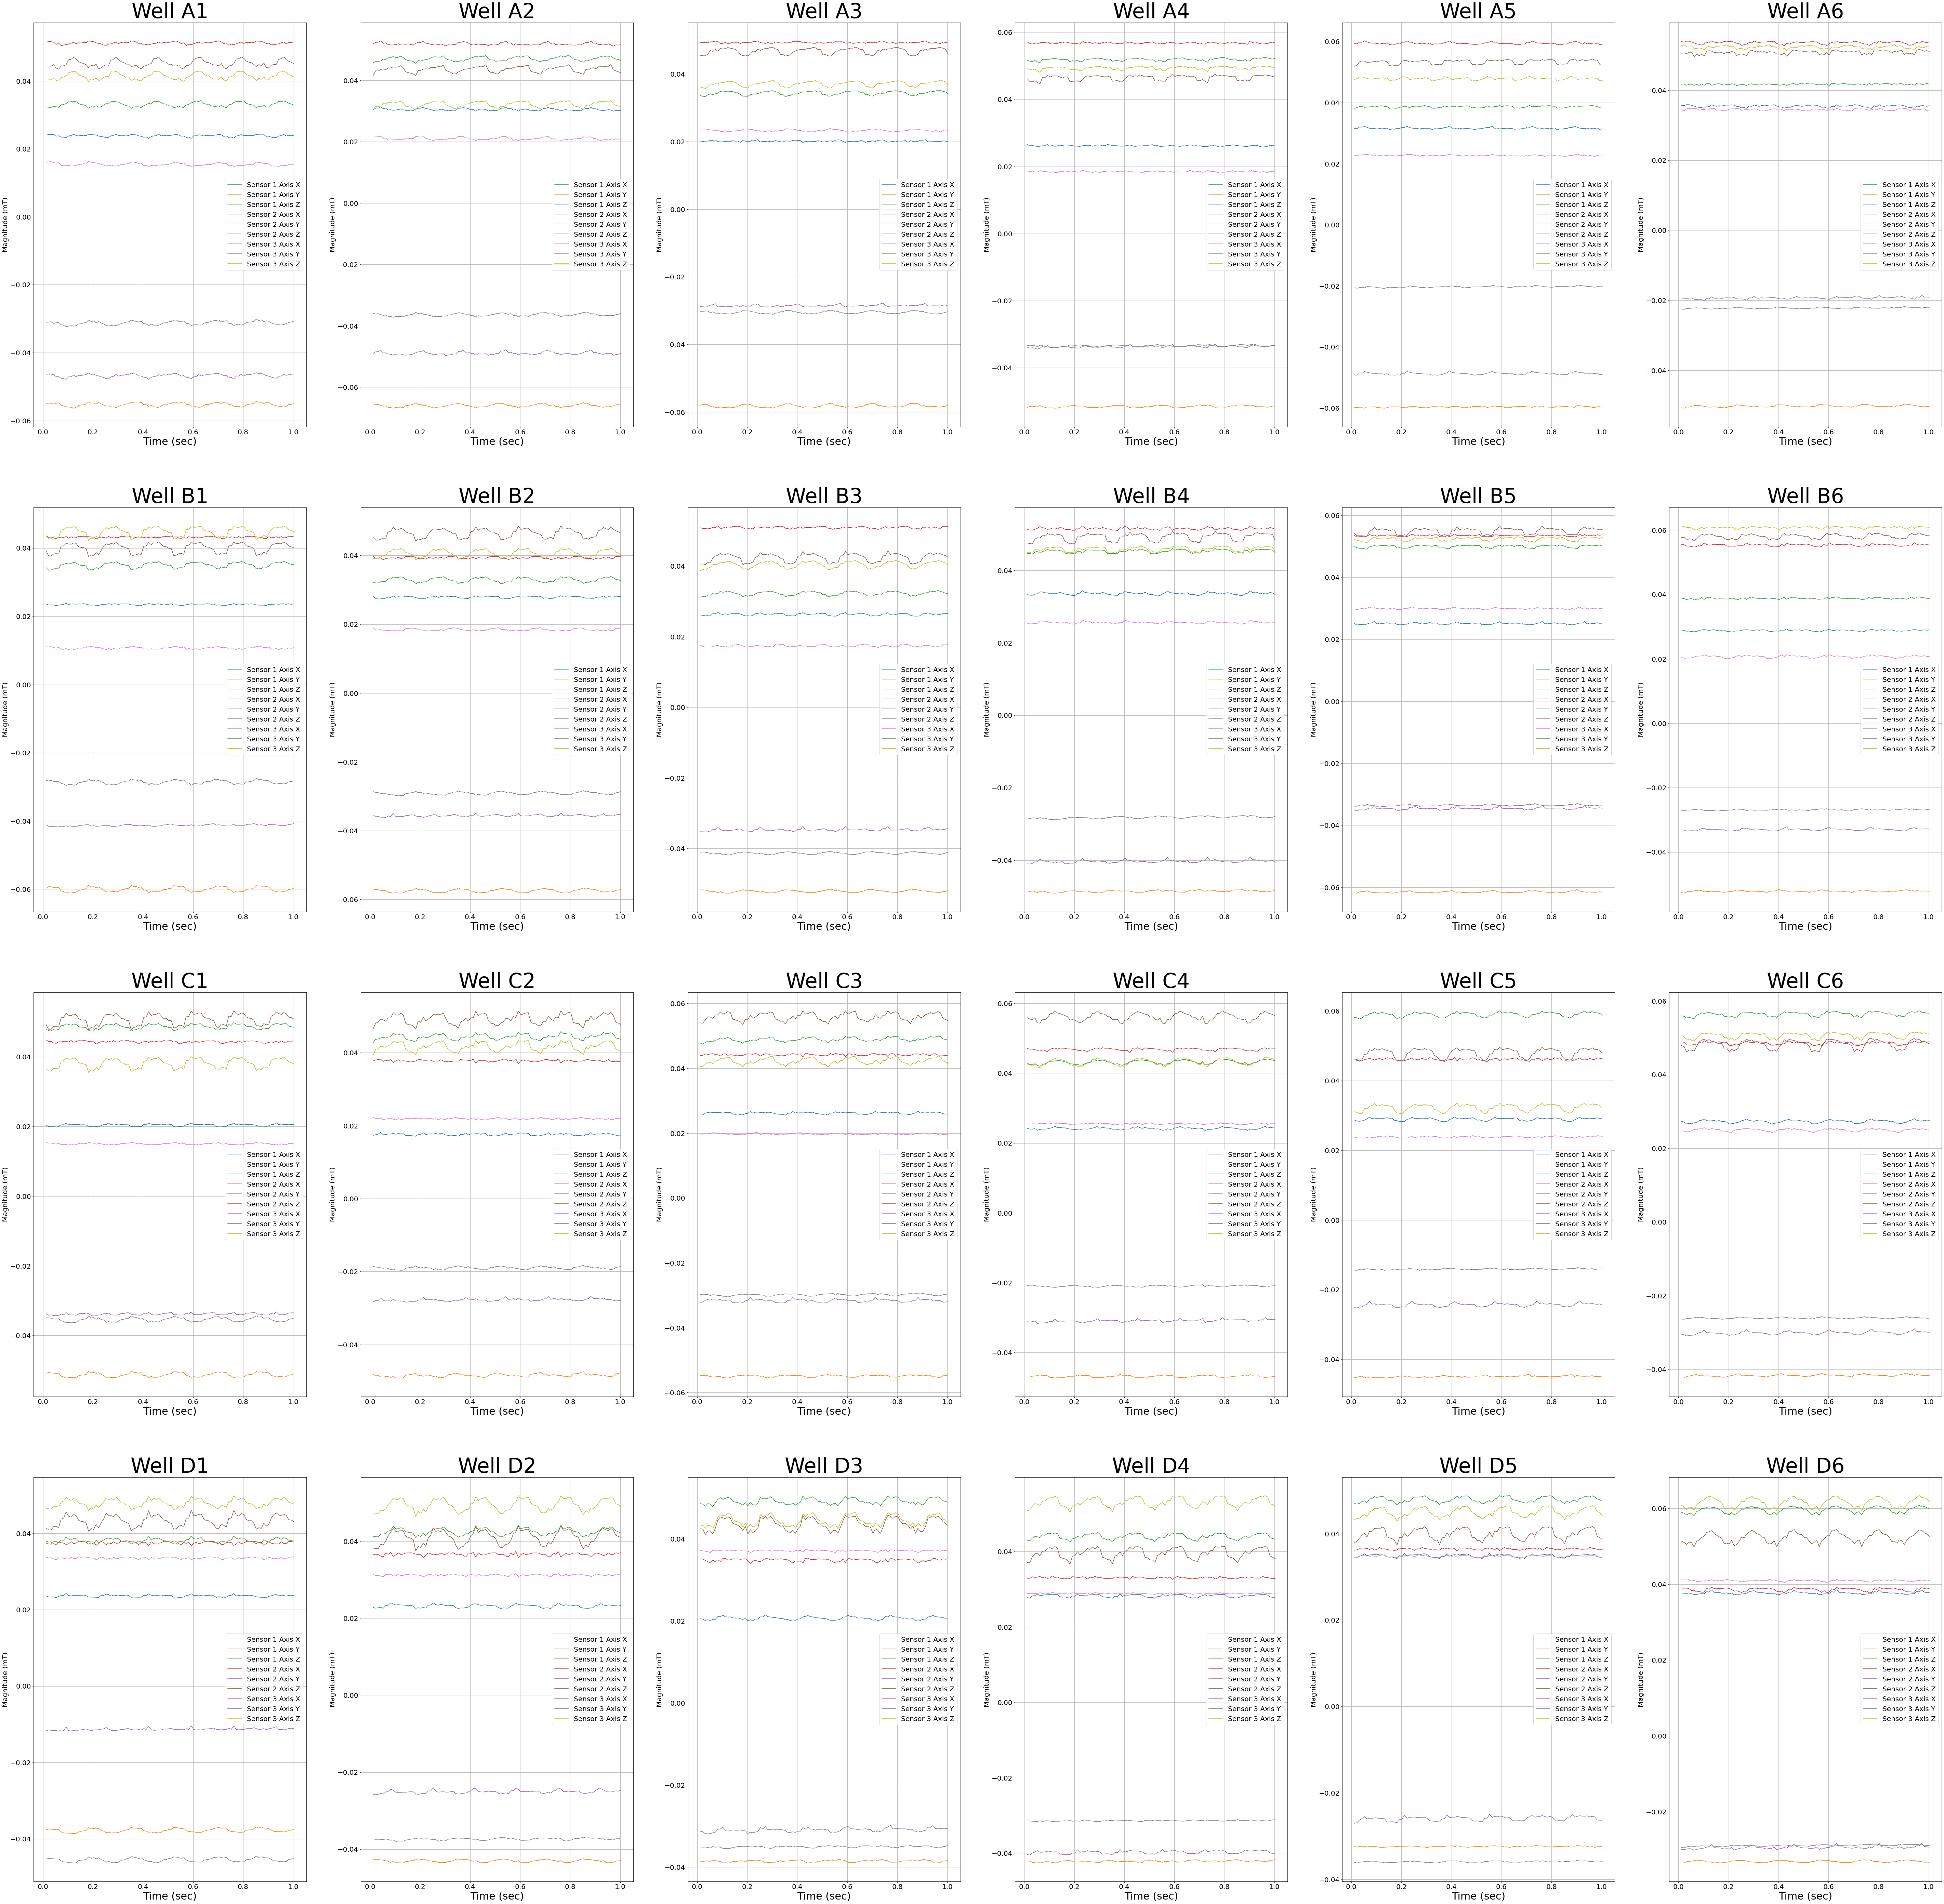 Well A1
0.04
0.02
0.00
−0.02
−0.04
−0.06
Magnitude (mT)
Sensor 1 Axis X
Sensor 1 Axis Y
Sensor 1 Axis Z
Sensor 2 Axis X
Sensor 2 Axis Y
Sensor 2 Axis Z
Sensor 3 Axis X
Sensor 3 Axis Y
Sensor 3 Axis Z
0.0 0.2 0.4 0.6 0.8 1.0
Time (sec)
Well A2
0.04
0.02
0.00
−0.02
−0.04
−0.06
Magnitude (mT)
Sensor 1 Axis X
Sensor 1 Axis Y
Sensor 1 Axis Z
Sensor 2 Axis X
Sensor 2 Axis Y
Sensor 2 Axis Z
Sensor 3 Axis X
Sensor 3 Axis Y
Sensor 3 Axis Z
0.0 0.2 0.4 0.6 0.8 1.0
Time (sec)
Well A3
0.04
0.02
0.00
−0.02
−0.04
−0.06
Magnitude (mT)
Sensor 1 Axis X
Sensor 1 Axis Y
Sensor 1 Axis Z
Sensor 2 Axis X
Sensor 2 Axis Y
Sensor 2 Axis Z
Sensor 3 Axis X
Sensor 3 Axis Y
Sensor 3 Axis Z
0.0 0.2 0.4 0.6 0.8 1.0
Time (sec)
Well A4
0.06
0.04
0.02
0.00
−0.02
−0.04
Magnitude (mT)
Sensor 1 Axis X
Sensor 1 Axis Y
Sensor 1 Axis Z
Sensor 2 Axis X
Sensor 2 Axis Y
Sensor 2 Axis Z
Sensor 3 Axis X
Sensor 3 Axis Y
Sensor 3 Axis Z
0.0 0.2 0.4 0.6 0.8 1.0
Time (sec)
Well A5
0.06
0.04
0.02
0.00
−0.02
−0.04
−0.06
Magnitude (mT)
Sensor 1 Axis X
Sensor 1 Axis Y
Sensor 1 Axis Z
Sensor 2 Axis X
Sensor 2 Axis Y
Sensor 2 Axis Z
Sensor 3 Axis X
Sensor 3 Axis Y
Sensor 3 Axis Z
0.0 0.2 0.4 0.6 0.8 1.0
Time (sec)
Well A6
0.04
0.02
0.00
−0.02
−0.04
Magnitude (mT)
Sensor 1 Axis X
Sensor 1 Axis Y
Sensor 1 Axis Z
Sensor 2 Axis X
Sensor 2 Axis Y
Sensor 2 Axis Z
Sensor 3 Axis X
Sensor 3 Axis Y
Sensor 3 Axis Z
0.0 0.2 0.4 0.6 0.8 1.0
Time (sec)
Well B1
0.04
0.02
0.00
−0.02
−0.04
−0.06
Magnitude (mT)
Sensor 1 Axis X
Sensor 1 Axis Y
Sensor 1 Axis Z
Sensor 2 Axis X
Sensor 2 Axis Y
Sensor 2 Axis Z
Sensor 3 Axis X
Sensor 3 Axis Y
Sensor 3 Axis Z
0.0 0.2 0.4 0.6 0.8 1.0
Time (sec)
Well B2
0.04
0.02
0.00
−0.02
−0.04
−0.06
Magnitude (mT)
Sensor 1 Axis X
Sensor 1 Axis Y
Sensor 1 Axis Z
Sensor 2 Axis X
Sensor 2 Axis Y
Sensor 2 Axis Z
Sensor 3 Axis X
Sensor 3 Axis Y
Sensor 3 Axis Z
0.0 0.2 0.4 0.6 0.8 1.0
Time (sec)
Well B3
0.04
0.02
0.00
−0.02
−0.04
Magnitude (mT)
Sensor 1 Axis X
Sensor 1 Axis Y
Sensor 1 Axis Z
Sensor 2 Axis X
Sensor 2 Axis Y
Sensor 2 Axis Z
Sensor 3 Axis X
Sensor 3 Axis Y
Sensor 3 Axis Z
0.0 0.2 0.4 0.6 0.8 1.0
Time (sec)
Well B4
0.04
0.02
0.00
−0.02
−0.04
Magnitude (mT)
Sensor 1 Axis X
Sensor 1 Axis Y
Sensor 1 Axis Z
Sensor 2 Axis X
Sensor 2 Axis Y
Sensor 2 Axis Z
Sensor 3 Axis X
Sensor 3 Axis Y
Sensor 3 Axis Z
0.0 0.2 0.4 0.6 0.8 1.0
Time (sec)
Well B5
0.06
0.04
0.02
0.00
−0.02
−0.04
−0.06
Magnitude (mT)
Sensor 1 Axis X
Sensor 1 Axis Y
Sensor 1 Axis Z
Sensor 2 Axis X
Sensor 2 Axis Y
Sensor 2 Axis Z
Sensor 3 Axis X
Sensor 3 Axis Y
Sensor 3 Axis Z
0.0 0.2 0.4 0.6 0.8 1.0
Time (sec)
Well B6
0.06
0.04
0.02
0.00
−0.02
−0.04
Magnitude (mT)
Sensor 1 Axis X
Sensor 1 Axis Y
Sensor 1 Axis Z
Sensor 2 Axis X
Sensor 2 Axis Y
Sensor 2 Axis Z
Sensor 3 Axis X
Sensor 3 Axis Y
Sensor 3 Axis Z
0.0 0.2 0.4 0.6 0.8 1.0
Time (sec)
Well C1
0.04
0.02
0.00
−0.02
−0.04
Magnitude (mT)
Sensor 1 Axis X
Sensor 1 Axis Y
Sensor 1 Axis Z
Sensor 2 Axis X
Sensor 2 Axis Y
Sensor 2 Axis Z
Sensor 3 Axis X
Sensor 3 Axis Y
Sensor 3 Axis Z
0.0 0.2 0.4 0.6 0.8 1.0
Time (sec)
Well C2
0.04
0.02
0.00
−0.02
−0.04
Magnitude (mT)
Sensor 1 Axis X
Sensor 1 Axis Y
Sensor 1 Axis Z
Sensor 2 Axis X
Sensor 2 Axis Y
Sensor 2 Axis Z
Sensor 3 Axis X
Sensor 3 Axis Y
Sensor 3 Axis Z
0.0 0.2 0.4 0.6 0.8 1.0
Time (sec)
Well C3
0.06
0.04
0.02
0.00
−0.02
−0.04
−0.06
Magnitude (mT)
Sensor 1 Axis X
Sensor 1 Axis Y
Sensor 1 Axis Z
Sensor 2 Axis X
Sensor 2 Axis Y
Sensor 2 Axis Z
Sensor 3 Axis X
Sensor 3 Axis Y
Sensor 3 Axis Z
0.0 0.2 0.4 0.6 0.8 1.0
Time (sec)
Well C4
0.06
0.04
0.02
0.00
−0.02
−0.04
Magnitude (mT)
Sensor 1 Axis X
Sensor 1 Axis Y
Sensor 1 Axis Z
Sensor 2 Axis X
Sensor 2 Axis Y
Sensor 2 Axis Z
Sensor 3 Axis X
Sensor 3 Axis Y
Sensor 3 Axis Z
0.0 0.2 0.4 0.6 0.8 1.0
Time (sec)
Well C5
0.06
0.04
0.02
0.00
−0.02
−0.04
Magnitude (mT)
Sensor 1 Axis X
Sensor 1 Axis Y
Sensor 1 Axis Z
Sensor 2 Axis X
Sensor 2 Axis Y
Sensor 2 Axis Z
Sensor 3 Axis X
Sensor 3 Axis Y
Sensor 3 Axis Z
0.0 0.2 0.4 0.6 0.8 1.0
Time (sec)
Well C6
0.06
0.04
0.02
0.00
−0.02
−0.04
Magnitude (mT)
Sensor 1 Axis X
Sensor 1 Axis Y
Sensor 1 Axis Z
Sensor 2 Axis X
Sensor 2 Axis Y
Sensor 2 Axis Z
Sensor 3 Axis X
Sensor 3 Axis Y
Sensor 3 Axis Z
0.0 0.2 0.4 0.6 0.8 1.0
Time (sec)
Well D1
0.04
0.02
0.00
−0.02
−0.04
Magnitude (mT)
Sensor 1 Axis X
Sensor 1 Axis Y
Sensor 1 Axis Z
Sensor 2 Axis X
Sensor 2 Axis Y
Sensor 2 Axis Z
Sensor 3 Axis X
Sensor 3 Axis Y
Sensor 3 Axis Z
0.0 0.2 0.4 0.6 0.8 1.0
Time (sec)
Well D2
0.04
0.02
0.00
−0.02
−0.04
Magnitude (mT)
Sensor 1 Axis X
Sensor 1 Axis Y
Sensor 1 Axis Z
Sensor 2 Axis X
Sensor 2 Axis Y
Sensor 2 Axis Z
Sensor 3 Axis X
Sensor 3 Axis Y
Sensor 3 Axis Z
0.0 0.2 0.4 0.6 0.8 1.0
Time (sec)
Well D3
0.04
0.02
0.00
−0.02
−0.04
Magnitude (mT)
Sensor 1 Axis X
Sensor 1 Axis Y
Sensor 1 Axis Z
Sensor 2 Axis X
Sensor 2 Axis Y
Sensor 2 Axis Z
Sensor 3 Axis X
Sensor 3 Axis Y
Sensor 3 Axis Z
0.0 0.2 0.4 0.6 0.8 1.0
Time (sec)
Well D4
0.04
0.02
0.00
−0.02
−0.04
Magnitude (mT)
Sensor 1 Axis X
Sensor 1 Axis Y
Sensor 1 Axis Z
Sensor 2 Axis X
Sensor 2 Axis Y
Sensor 2 Axis Z
Sensor 3 Axis X
Sensor 3 Axis Y
Sensor 3 Axis Z
0.0 0.2 0.4 0.6 0.8 1.0
Time (sec)
Well D5
0.04
0.02
0.00
−0.02
−0.04
Magnitude (mT)
Sensor 1 Axis X
Sensor 1 Axis Y
Sensor 1 Axis Z
Sensor 2 Axis X
Sensor 2 Axis Y
Sensor 2 Axis Z
Sensor 3 Axis X
Sensor 3 Axis Y
Sensor 3 Axis Z
0.0 0.2 0.4 0.6 0.8 1.0
Time (sec)
Well D6
0.06
0.04
0.02
0.00
−0.02
Magnitude (mT)
Sensor 1 Axis X
Sensor 1 Axis Y
Sensor 1 Axis Z
Sensor 2 Axis X
Sensor 2 Axis Y
Sensor 2 Axis Z
Sensor 3 Axis X
Sensor 3 Axis Y
Sensor 3 Axis Z
0.0 0.2 0.4 0.6 0.8 1.0
Time (sec)